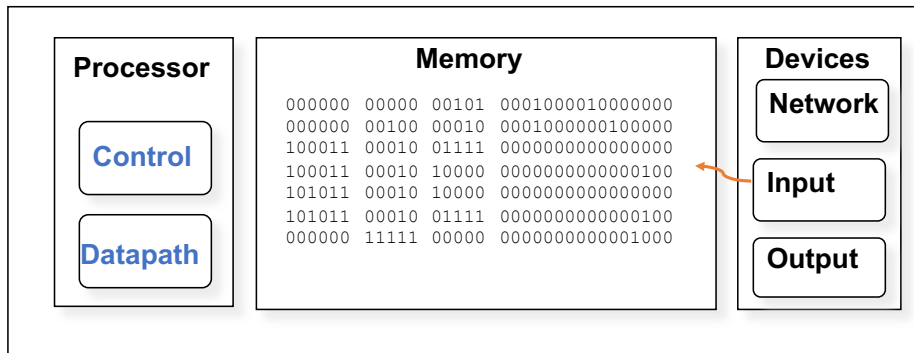 Processor
Control
Datapath
Memory
000000 00000 00101 0001000010000000
000000 00100 00010 0001000000100000
100011 00010 01111 0000000000000000
100011 00010 10000 0000000000000100
101011 00010 10000 0000000000000000
101011 00010 01111 0000000000000100
000000 11111 00000 0000000000001000
Devices
Network
Input
Output